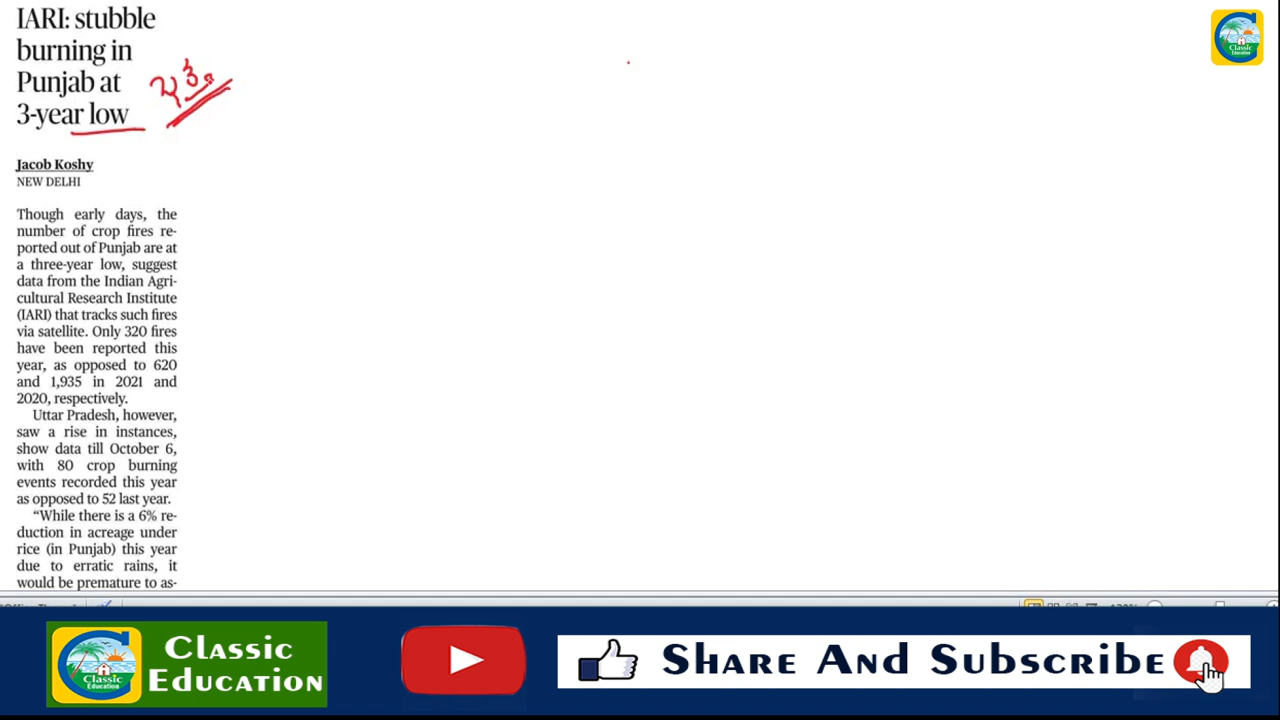 IARI: stubble
burning in
Punjab at
3-year low
Jacob Koshy
NEW DELHI
Though early days, the
number of crop fires re-
ported out of Punjab are at
a three-year low, suggest
data from the Indian Agri-
cultural Research Institute
(IARI) that tracks such fires
via satellite. Only 320 fires
have been reported this
year, as opposed to 620
and 1,935 in 2021 and
2020, respectively.
Uttar Pradesh, however,
saw a rise in instances,
show data till October 6,
with 80 crop burning
events recorded this year
as opposed to 52 last year.
“While there is a 6% re-
duction in acreage under
rice (in Punjab) this year
due to erratic rains, it
would be premature to as-
Classic
Education
Classic
Education
Share And Subscribe
Classic
Education